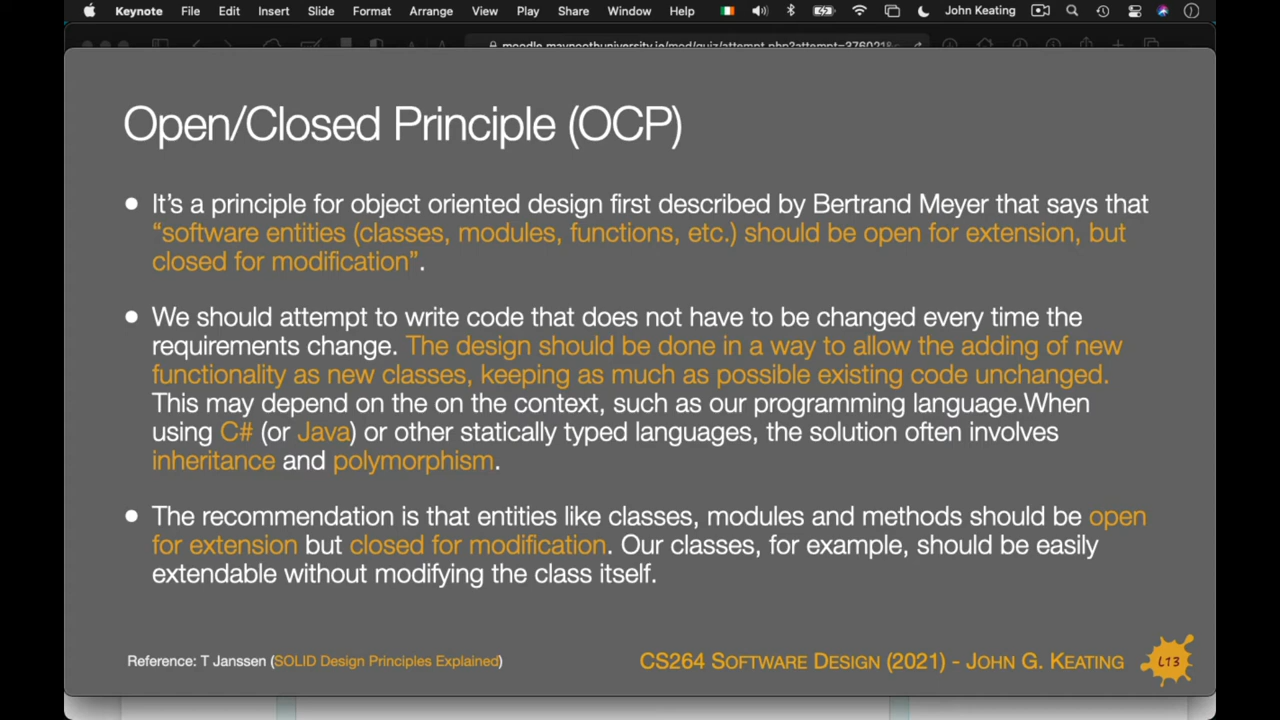 Keynote File Edit Insert Slide Format Arrange View Play Share Window Help John Keating
Open/Closed Principle (OCP)
• It's a principle for object oriented design first described by Bertrand Meyer that says that
“software entities (classes, modules, functions, etc.) should be open for extension, but
closed for modification”.
• We should attempt to write code that does not have to be changed every time the
requirements change. The design should be done in a way to allow the adding of new
functionality as new classes, keeping as much as possible existing code unchanged.
This may depend on the on the context, such as our programming language.When
using C# (or Java) or other statically typed languages, the solution often involves
inheritance and polymorphism.
• The recommendation is that entities like classes, modules and methods should be open
for extension but closed for modification. Our classes, for example, should be easily
extendable without modifying the class itself.
Reference: T Janssen (SOLID Design Principles Explained)
CS264 Software Design (2021) - John G. Keating
L13